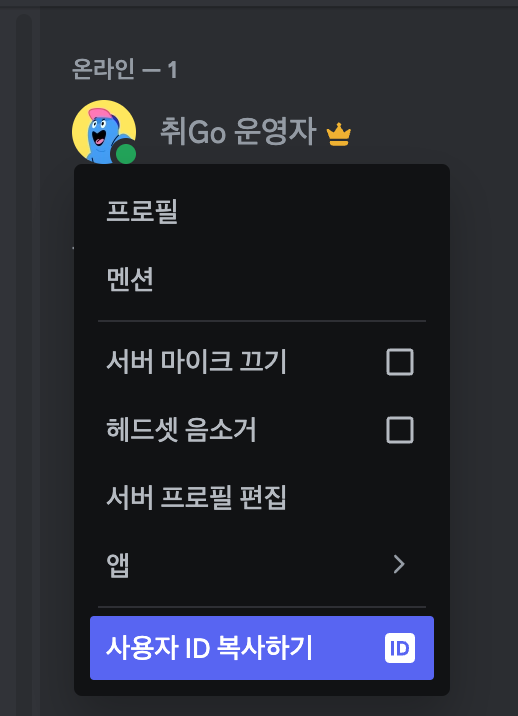 온라인 — 1
취Go 운영자
프로필
멘션
서버 마이크 끄기
헤드셋 음소거
서버 프로필 편집
앱
사용자 ID 복사하기 ID